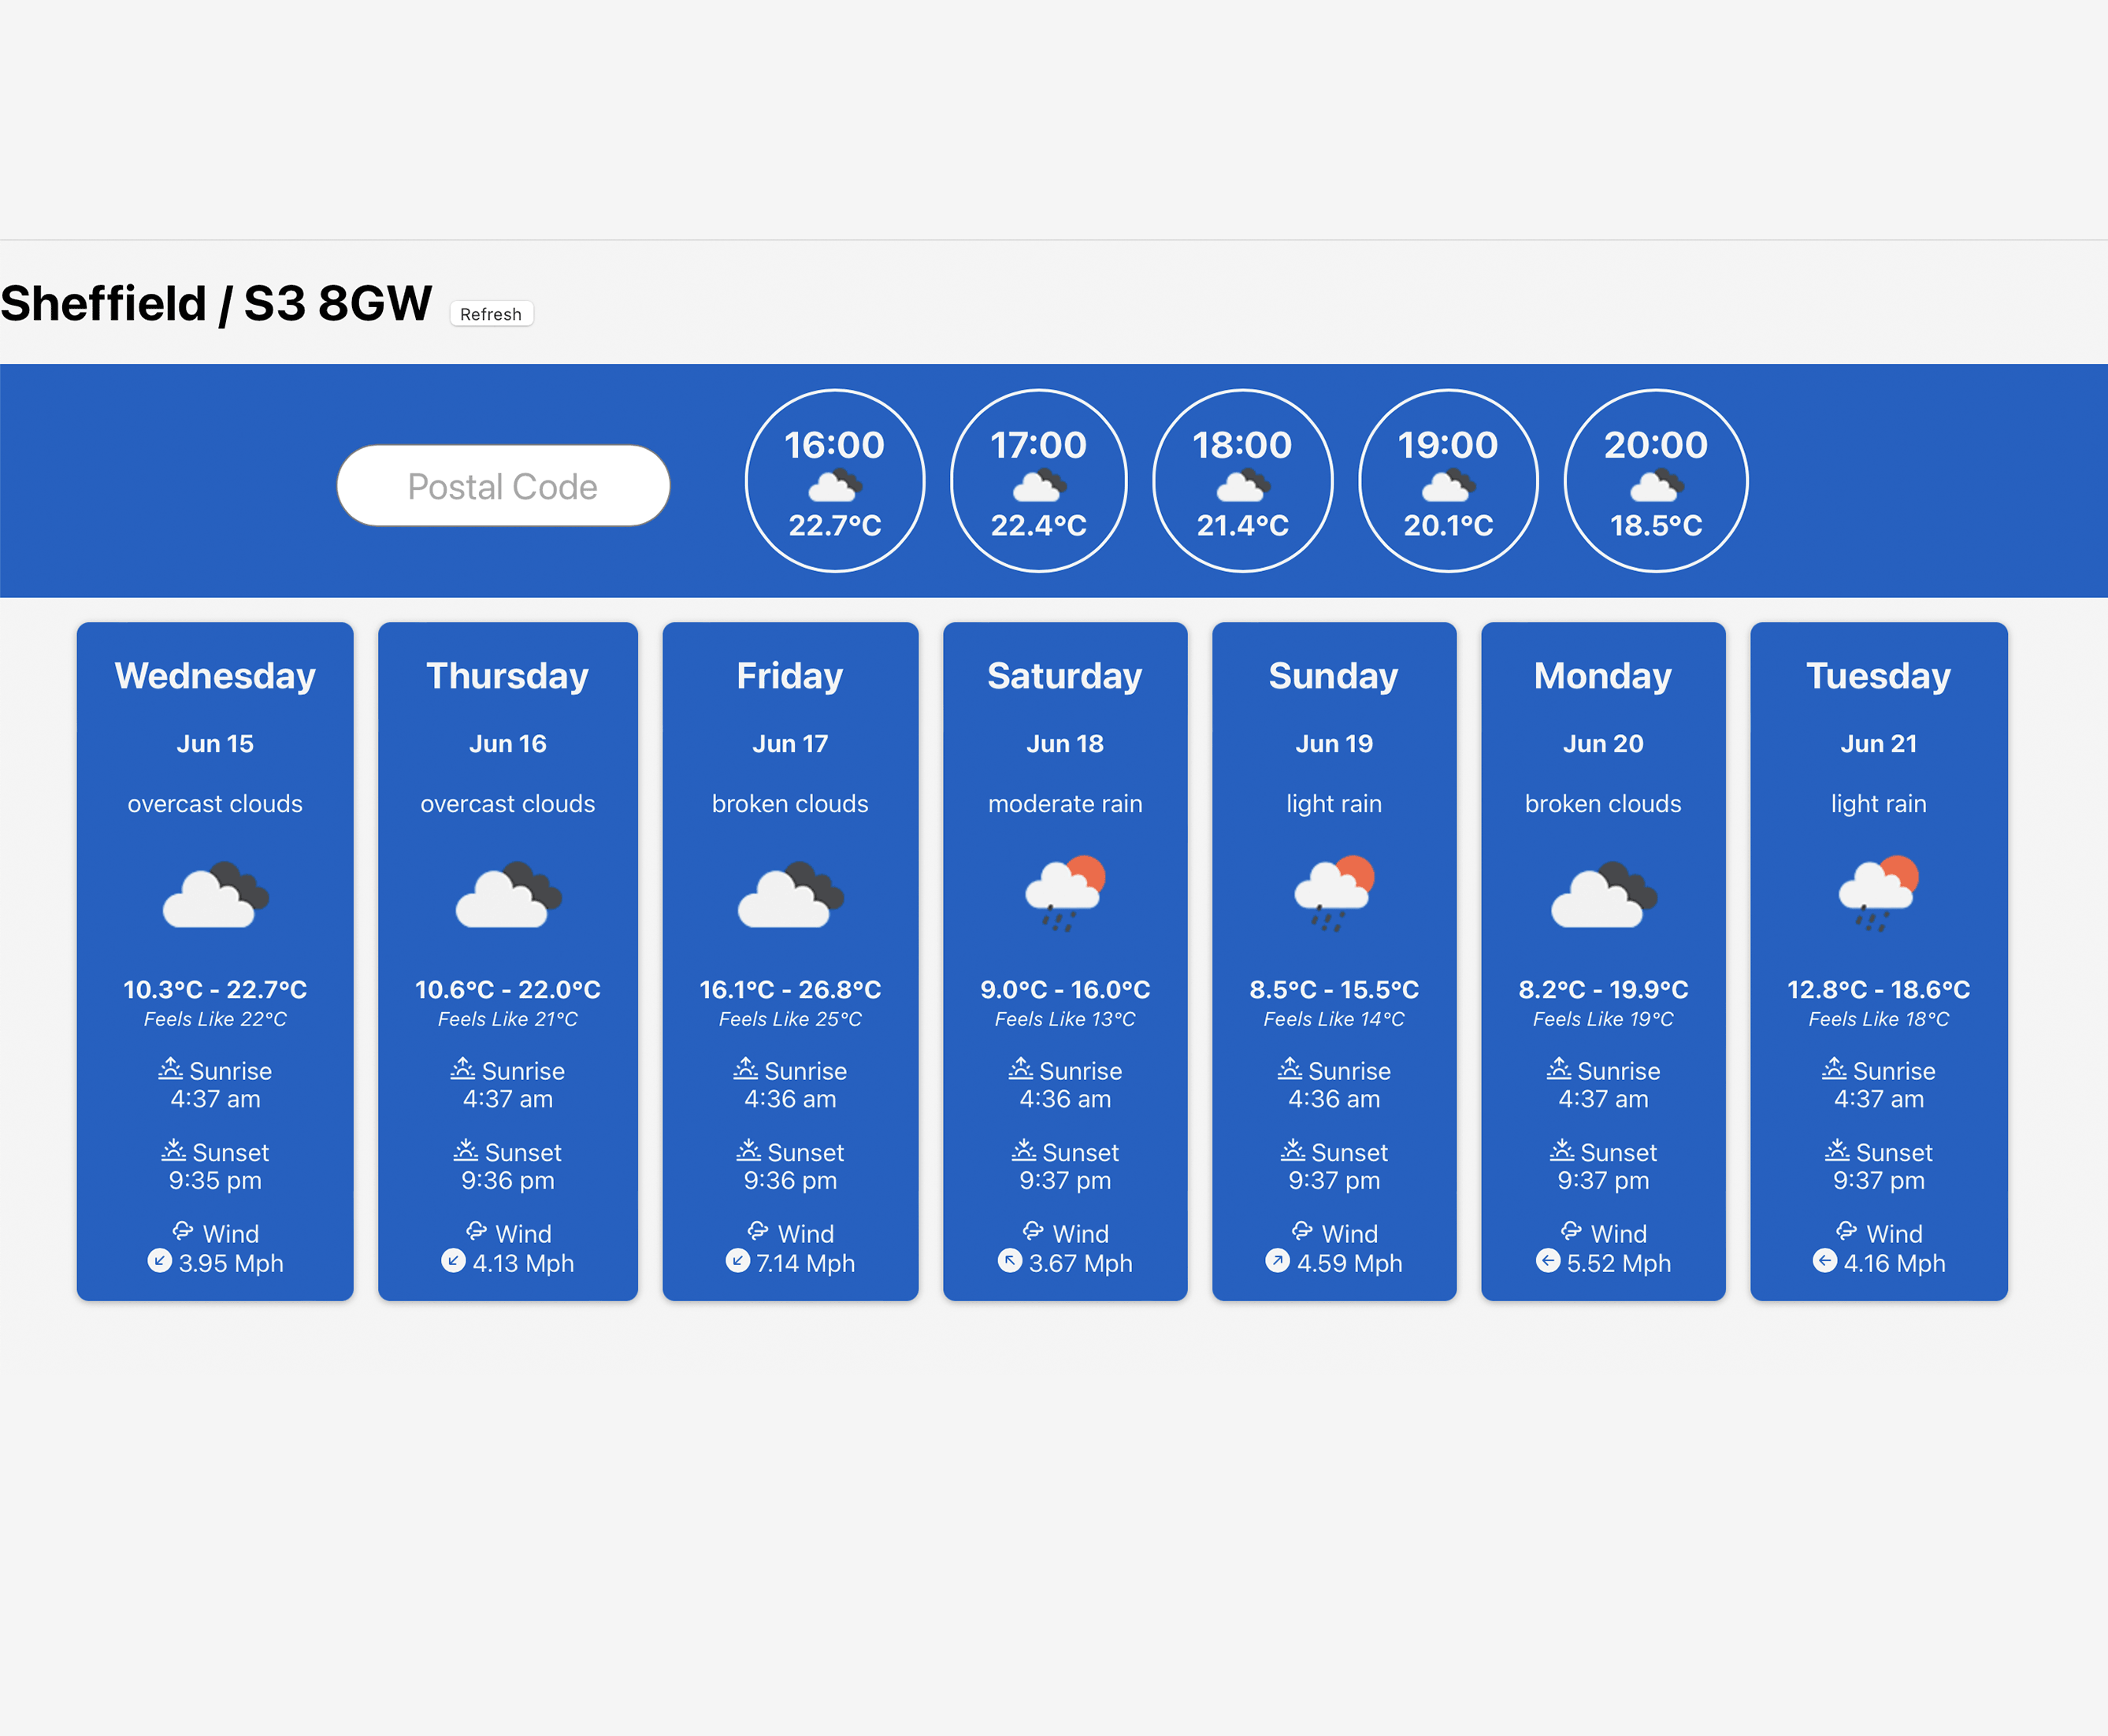 Sheffield / S3 8GW Refresh
Postal Code
16:00
22.7°C
17:00
22.4°C
18:00
21.4°C
19:00
20.1°C
20:00
18.5°C
Wednesday
Jun 15
overcast clouds
10.3°C - 22.7°C
Feels Like 22°C
Sunrise
4:37 am
Sunset
9:35 pm
Wind
3.95 Mph
Thursday
Jun 16
overcast clouds
10.6°C - 22.0°C
Feels Like 21°C
Sunrise
4:37 am
Sunset
9:36 pm
Wind
4.13 Mph
Friday
Jun 17
broken clouds
16.1°C - 26.8°C
Feels Like 25°C
Sunrise
4:36 am
Sunset
9:36 pm
Wind
7.14 Mph
Saturday
Jun 18
moderate rain
9.0°C - 16.0°C
Feels Like 13°C
Sunrise
4:36 am
Sunset
9:37 pm
Wind
3.67 Mph
Sunday
Jun 19
light rain
8.5°C - 15.5°C
Feels Like 14°C
Sunrise
4:36 am
Sunset
9:37 pm
Wind
4.59 Mph
Monday
Jun 20
broken clouds
8.2°C - 19.9°C
Feels Like 19°C
Sunrise
4:37 am
Sunset
9:37 pm
Wind
5.52 Mph
Tuesday
Jun 21
light rain
12.8°C - 18.6°C
Feels Like 18°C
Sunrise
4:37 am
Sunset
9:37 pm
Wind
4.16 Mph